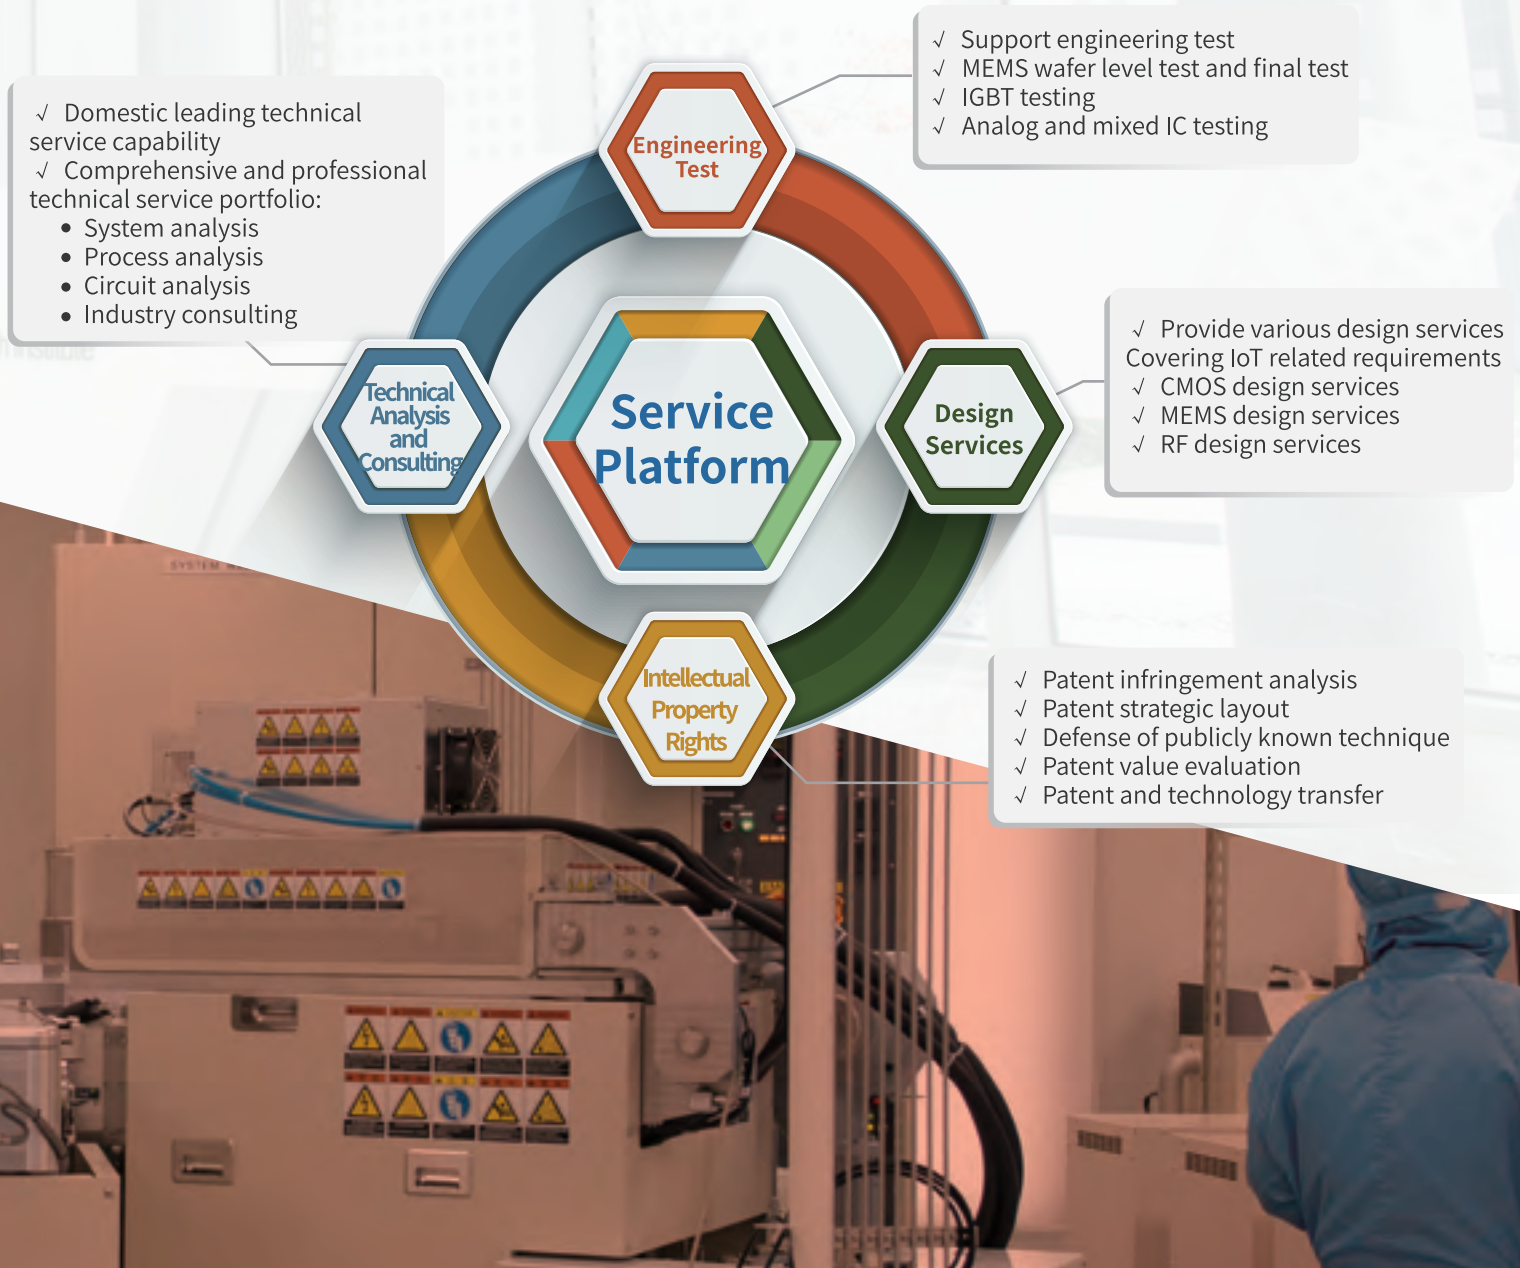 √ Support engineering test
√ MEMS wafer level test and final test
√ IGBT testing
√ Analog and mixed IC testing
√ Domestic leading technical
service capability
√ Comprehensive and professional
technical service portfolio:
• System analysis
• Process analysis
• Circuit analysis
• Industry consulting
Engineering
Test
√ Provide various design services
Covering IoT related requirements
√ CMOS design services
√ MEMS design services
√ RF design services
Technical
Analysis
and
Consulting
Service
Platform
Design
Services
Intellectual
Property
Rights
√ Patent infringement analysis
√ Patent strategic layout
√ Defense of publicly known technique
√ Patent value evaluation
√ Patent and technology transfer
SYSTEM